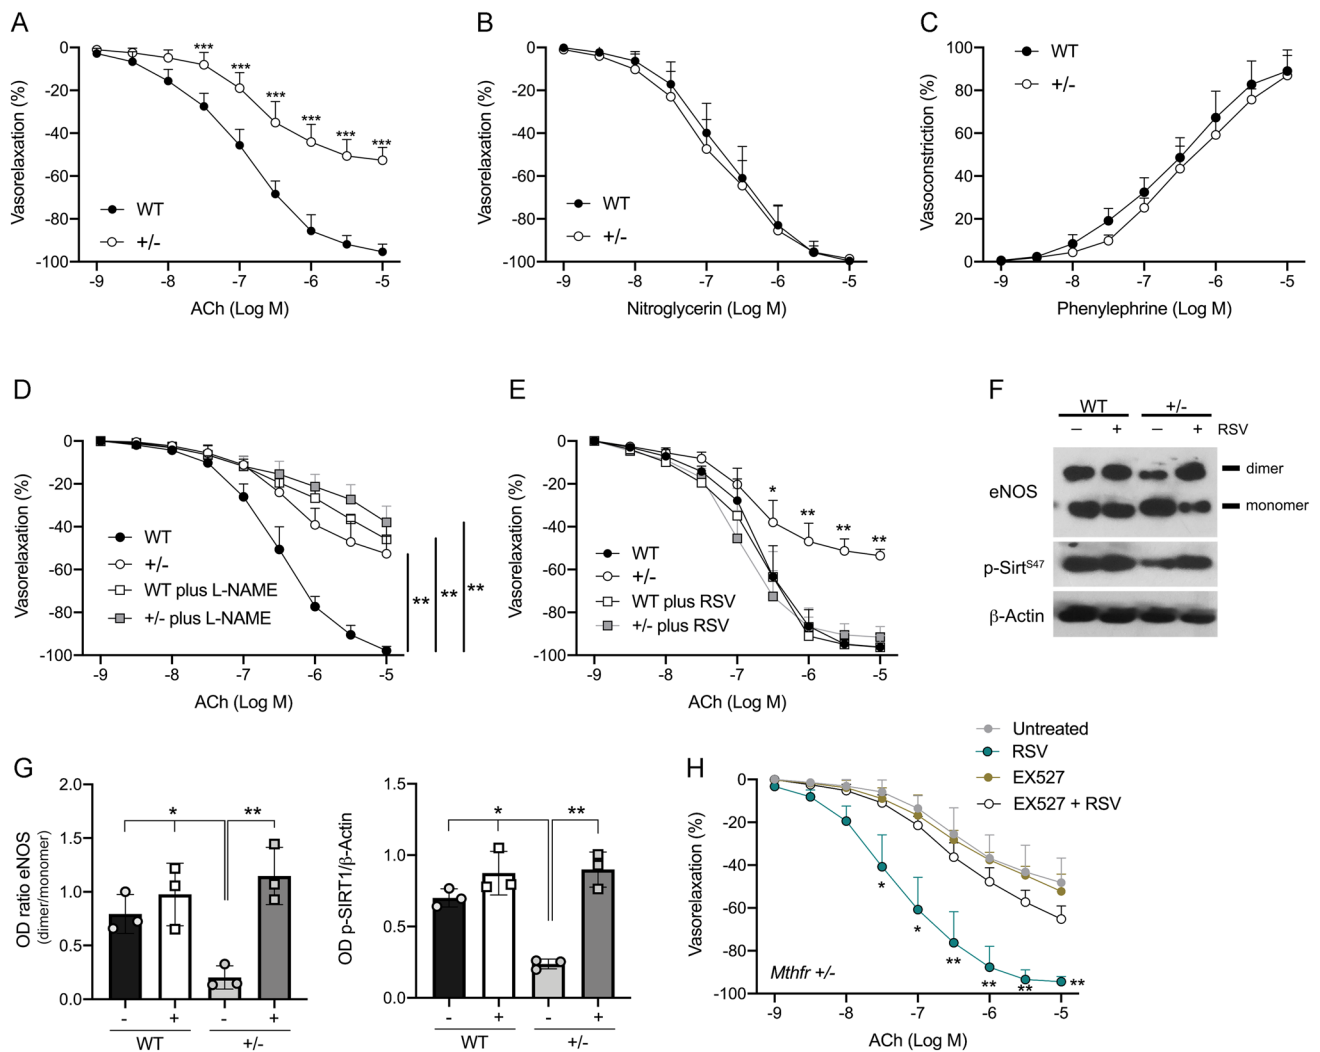 A
0
-20
-40
-60
-80
-100
Vasorelaxation (%)
*** *** *** *** *** ***
WT
+/-
-9 -8 -7 -6 -5
ACh (Log M)
B
0
-20
-40
-60
-80
-100
Vasorelaxation (%)
WT
+/-
-9 -8 -7 -6 -5
Nitroglycerin (Log M)
C
100
80
60
40
20
0
Vasoconstriction (%)
WT
+/-
-9 -8 -7 -6 -5
Phenylephrine (Log M)
D
0
-20
-40
-60
-80
-100
Vasorelaxation (%)
WT
+/-
WT plus L-NAME
+/- plus L-NAME
** ** **
-9 -8 -7 -6 -5
ACh (Log M)
E
0
-20
-40
-60
-80
-100
Vasorelaxation (%)
* ** ** **
WT
+/-
WT plus RSV
+/- plus RSV
-9 -8 -7 -6 -5
ACh (Log M)
F
WT +/-
– + – + RSV
eNOS
dimer
monomer
p-SirtS47
β-Actin
G
2.0
1.5
1.0
0.5
0.0
OD ratio eNOS
(dimer/monomer)
* **
- + - +
WT +/-
1.5
1.0
0.5
0.0
OD p-SIRT1/β-Actin
* **
- + - +
WT +/-
H
Untreated
RSV
EX527
EX527 + RSV
0
-20
-40
-60
-80
-100
Vasorelaxation (%)
* * ** ** ** **
Mthfr +/-
-9 -8 -7 -6 -5
ACh (Log M)